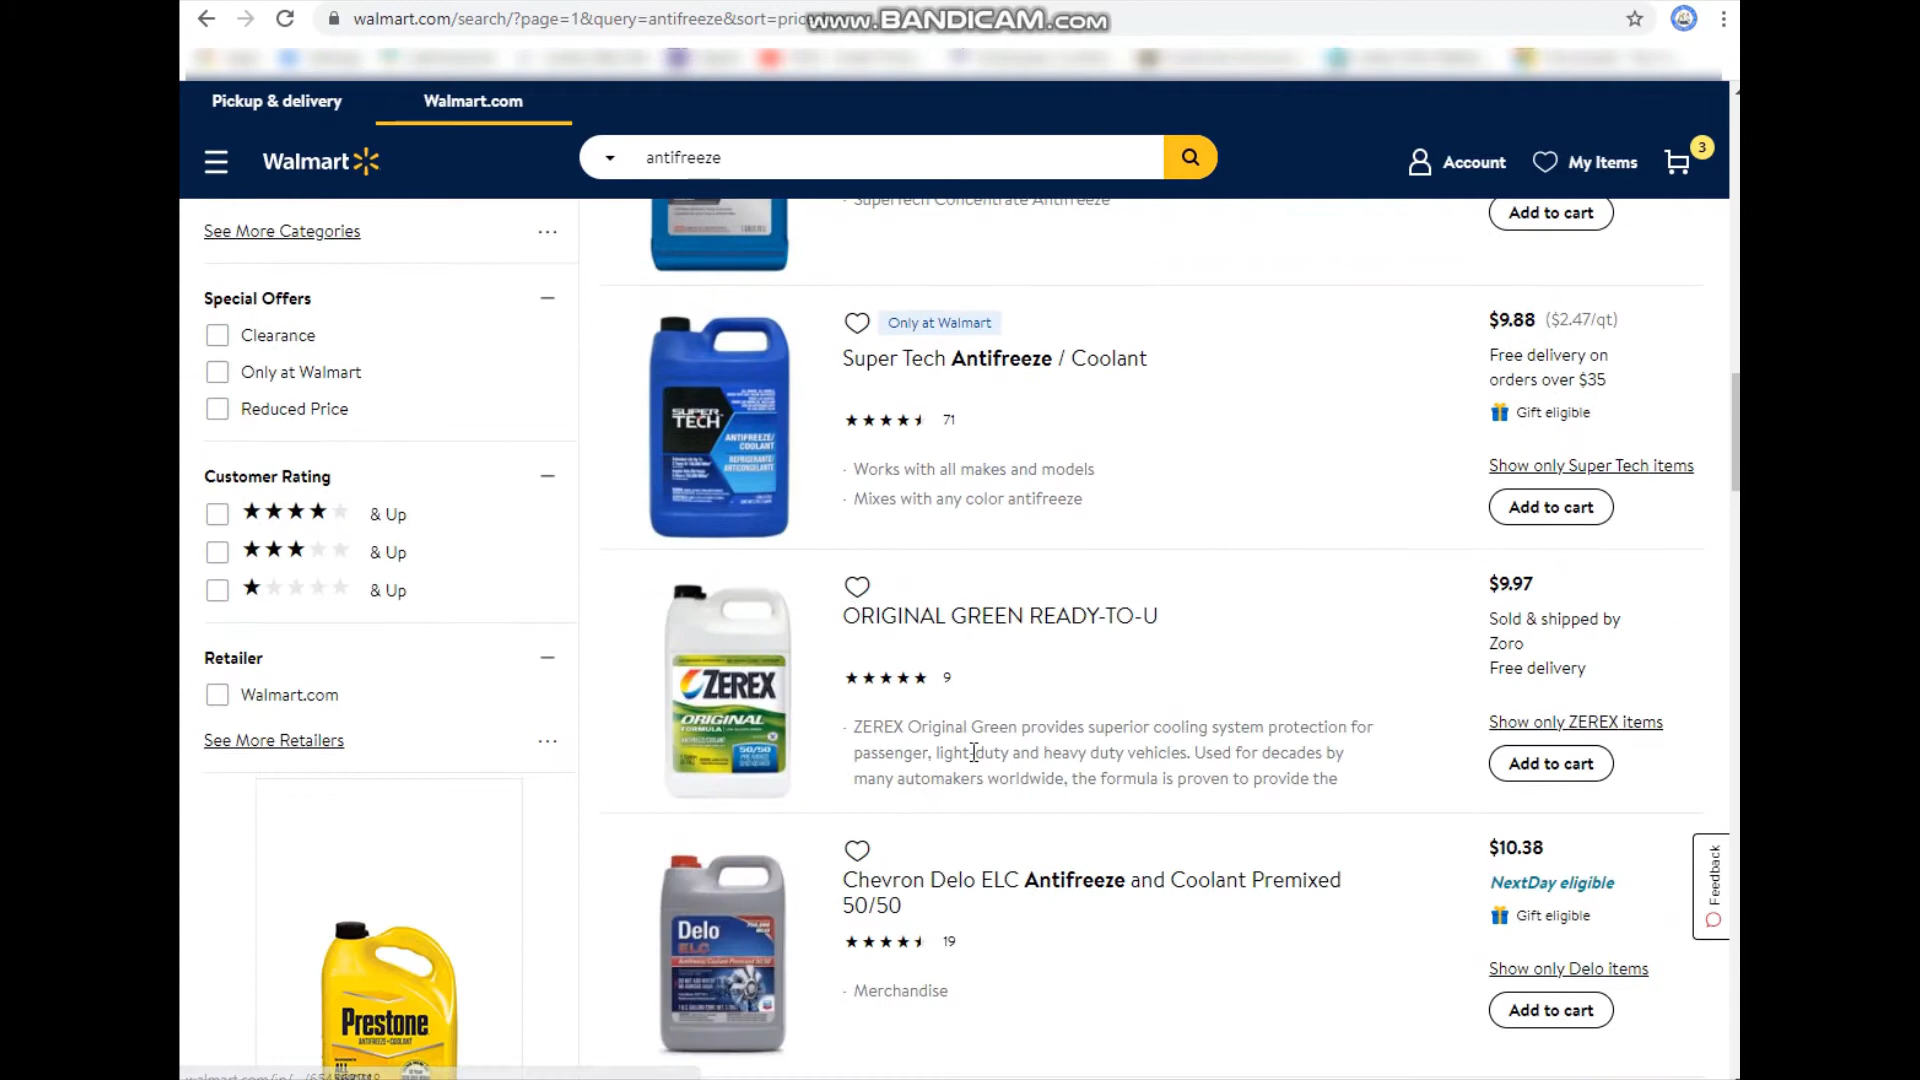 walmart.com/search/?page=1&query=antifreeze&sort=pric
www.BANDICAM.com
Pickup & delivery
Walmart.com
Walmart
antifreeze
Account
My Items
3
See More Categories
...
Special Offers
Clearance
Only at Walmart
Reduced Price
Customer Rating
& Up
& Up
& Up
Retailer
Walmart.com
See More Retailers
...
Prestone
ANTIFREEZE+COOLANT
ALL
· SuperTech Concentrate Antifreeze
Add to cart
SUPER TECH
ANTIFREEZE/
COOLANT
REFRIGERANTE/
ANTICONGELANTE
Only at Walmart
Super Tech Antifreeze / Coolant
71
· Works with all makes and models
· Mixes with any color antifreeze
$9.88 ($2.47/qt)
Free delivery on
orders over $35
Gift eligible
Show only Super Tech items
Add to cart
ZEREX
ORIGINAL
FORMULA
50/50
ORIGINAL GREEN READY-TO-U
9
· ZEREX Original Green provides superior cooling system protection for
passenger, light-duty and heavy duty vehicles. Used for decades by
many automakers worldwide, the formula is proven to provide the
$9.97
Sold & shipped by
Zoro
Free delivery
Show only ZEREX items
Add to cart
Delo
ELC
Chevron Delo ELC Antifreeze and Coolant Premixed
50/50
19
· Merchandise
$10.38
NextDay eligible
Gift eligible
Show only Delo items
Add to cart
Feedback